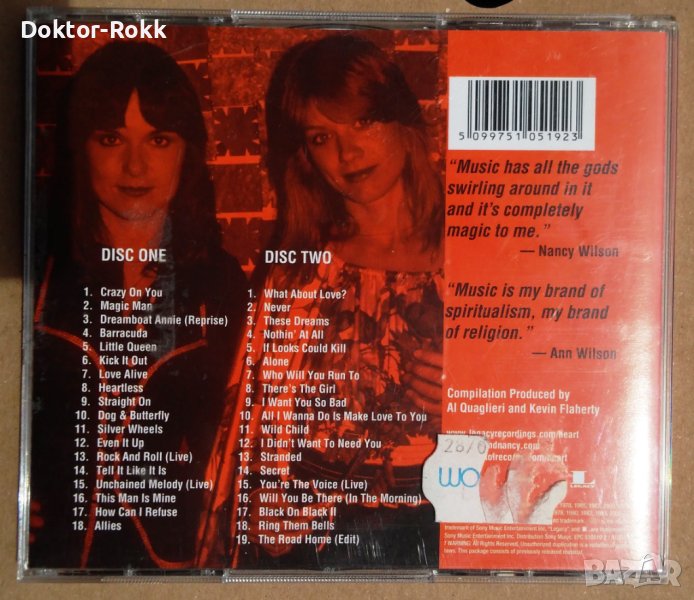 Doktor-Rokk
5 099751 051923
“Music has all the gods
swirling around in it
and it’s completely
magic to me.”
— Nancy Wilson
“Music is my brand of
spiritualism, my brand
of religion.”
— Ann Wilson
Compilation Produced by
Al Quaglieri and Kevin Flaherty
www.legacyrecordings.com/heart
DISC ONE
1. Crazy On You
2. Magic Man
3. Dreamboat Annie (Reprise)
4. Barracuda
5. Little Queen
6. Kick It Out
7. Love Alive
8. Heartless
9. Straight On
10. Dog & Butterfly
11. Silver Wheels
12. Even It Up
13. Rock And Roll (Live)
14. Tell It Like It Is
15. Unchained Melody (Live)
16. This Man Is Mine
17. How Can I Refuse
18. Allies
DISC TWO
1. What About Love?
2. Never
3. These Dreams
4. Nothin’ At All
5. If Looks Could Kill
6. Alone
7. Who Will You Run To
8. There’s The Girl
9. I Want You So Bad
10. All I Wanna Do Is Make Love To You
11. Wild Child
12. I Didn’t Want To Need You
13. Stranded
14. Secret
15. You’re The Voice (Live)
16. Will You Be There (In The Morning)
17. Black On Black II
18. Ring Them Bells
19. The Road Home (Edit)
LEGACY
BAZAR